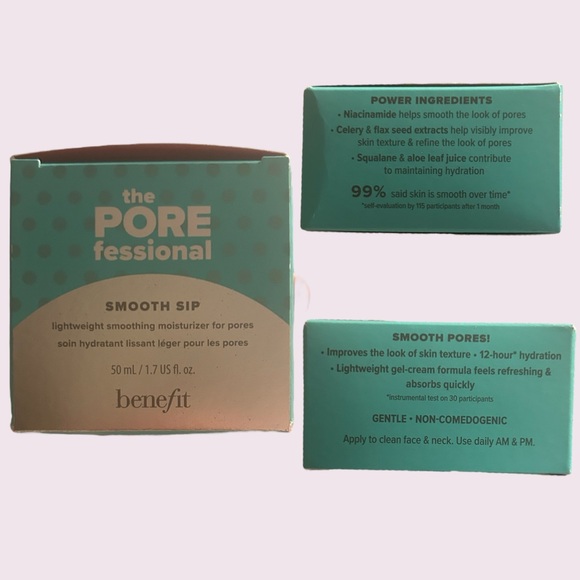 the
PORE
fessional
SMOOTH SIP
lightweight smoothing moisturizer for pores
soin hydratant lissant léger pour les pores
50 mL / 1.7 US fl. oz.
benefit
POWER INGREDIENTS
• Niacinamide helps smooth the look of pores
• Celery & flax seed extracts help visibly improve
skin texture & refine the look of pores
• Squalane & aloe leaf juice contribute
to maintaining hydration
99% said skin is smooth over time*
*self-evaluation by 115 participants after 1 month
SMOOTH PORES!
• Improves the look of skin texture • 12-hour* hydration
• Lightweight gel-cream formula feels refreshing &
absorbs quickly
*instrumental test on 30 participants
GENTLE • NON-COMEDOGENIC
Apply to clean face & neck. Use daily AM & PM.